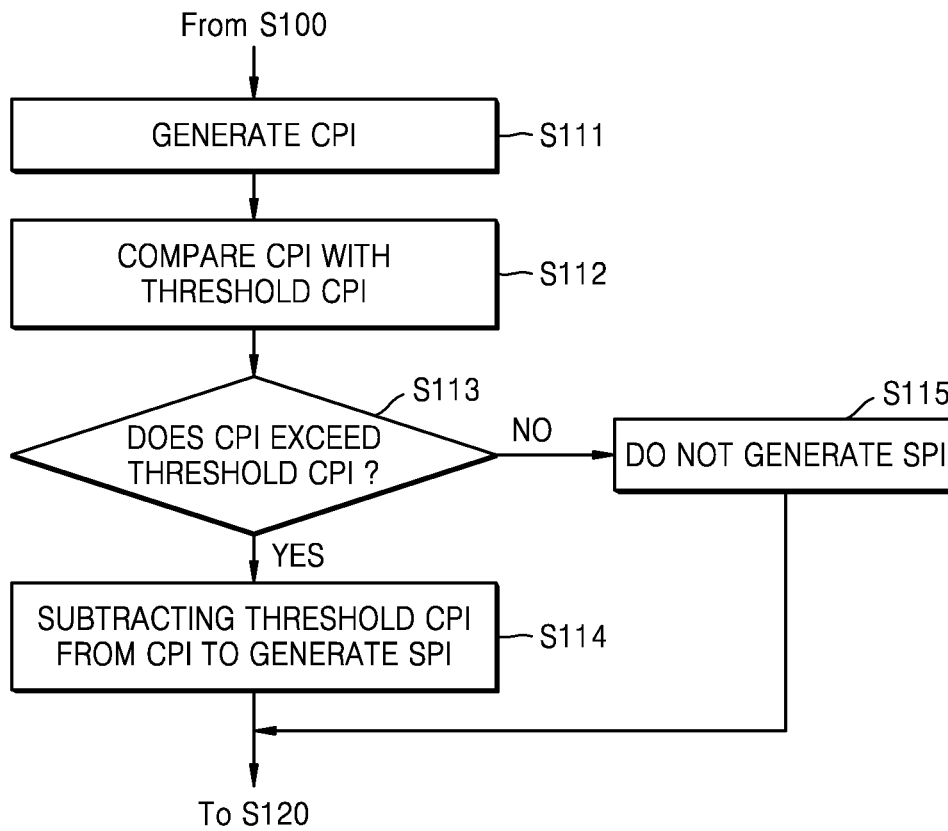 From S100
GENERATE CPI
S111
COMPARE CPI WITH
THRESHOLD CPI
S112
S113
DOES CPI EXCEED
THRESHOLD CPI ?
NO
S115
DO NOT GENERATE SPI
YES
SUBTRACTING THRESHOLD CPI
FROM CPI TO GENERATE SPI
S114
To S120